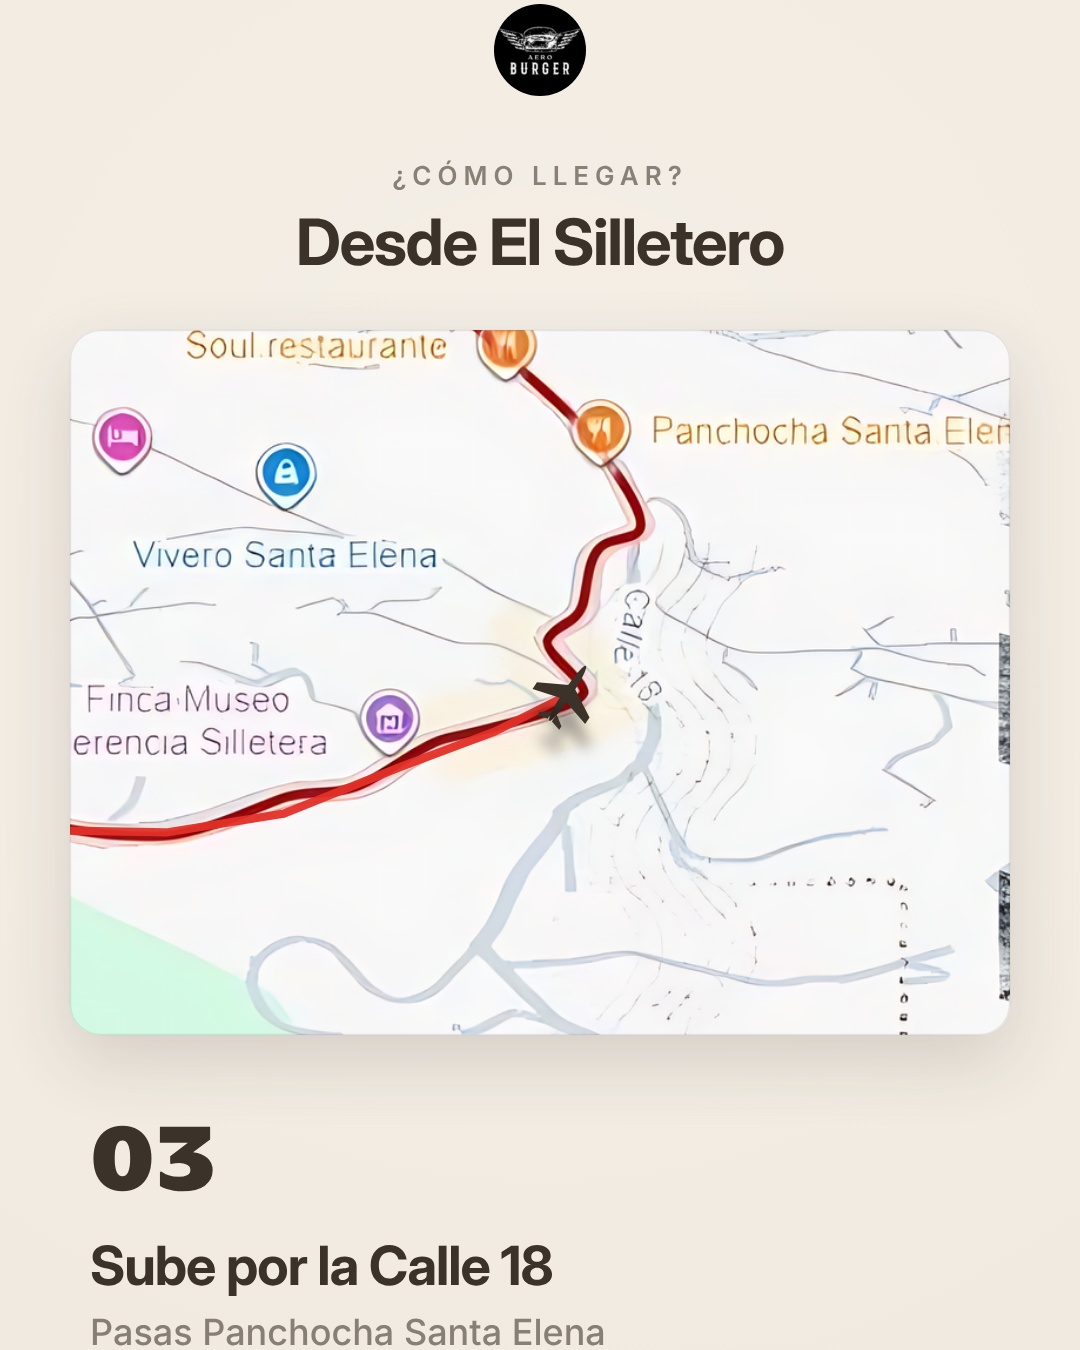 AERO
BURGER
¿CÓMO LLEGAR?
Desde El Silletero
Soul restaurante
Panchocha Santa Elen
Vivero Santa Elena
Calle 18
Finca Museo
erencia Silletera
03
Sube por la Calle 18
Pasas Panchocha Santa Elena